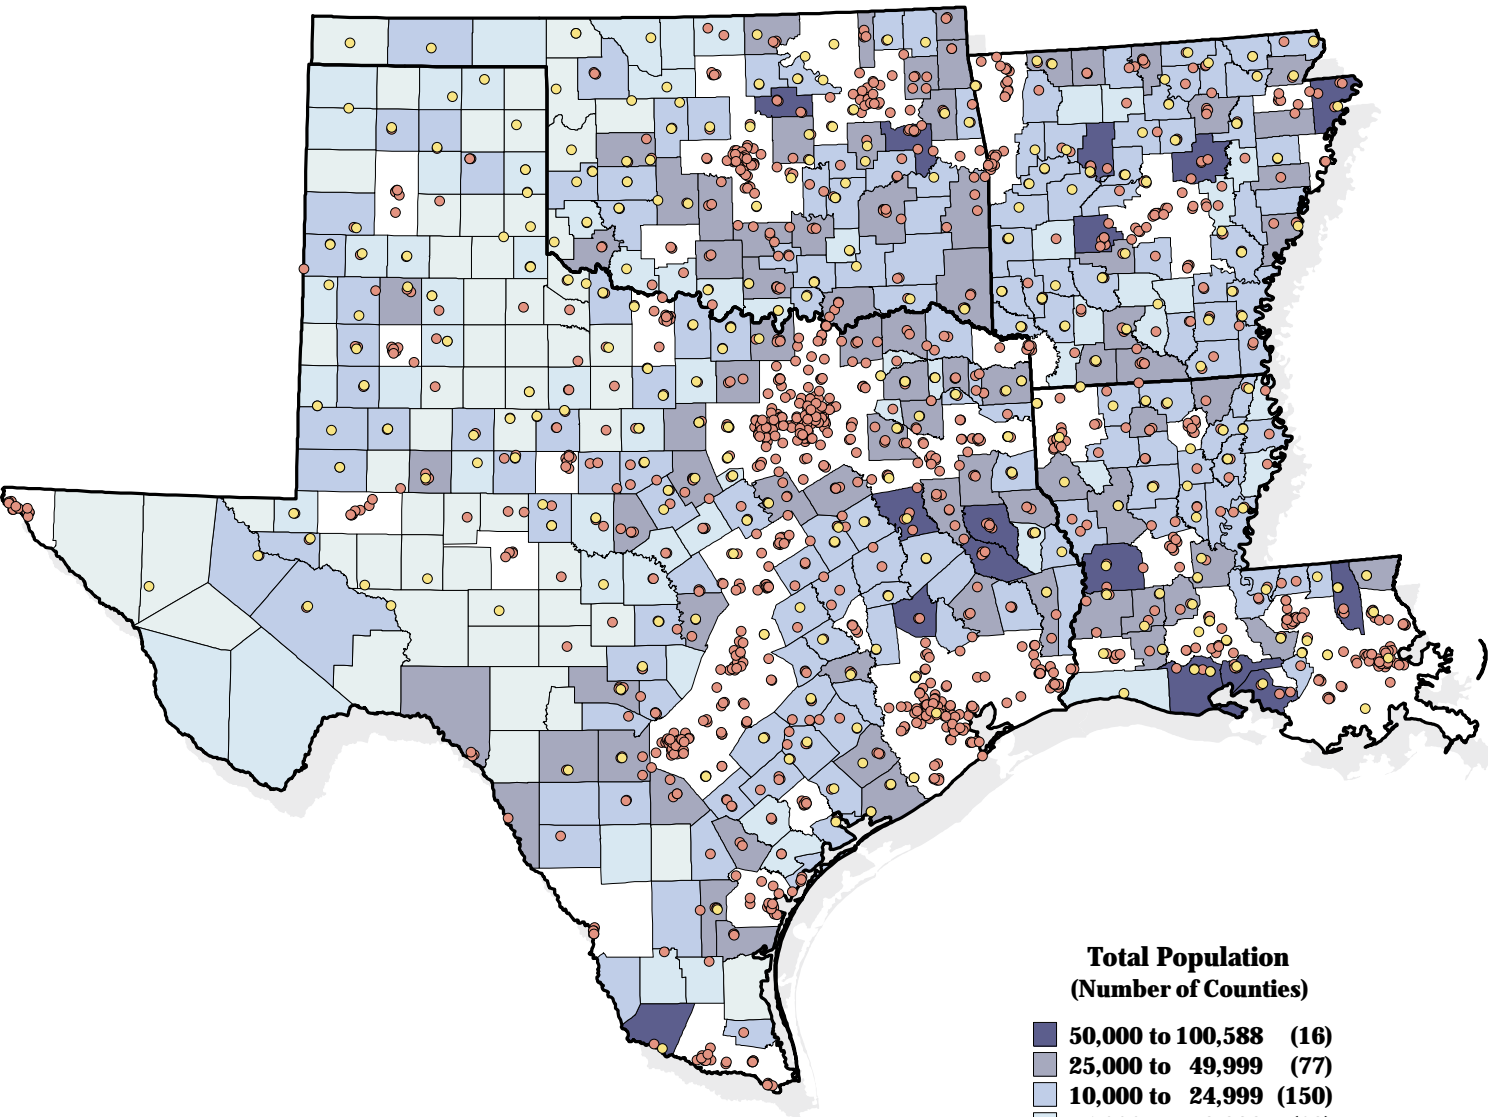 Total Population
(Number of Counties)
50,000 to 100,588 (16)
25,000 to 49,999 (77)
10,000 to 24,999 (150)